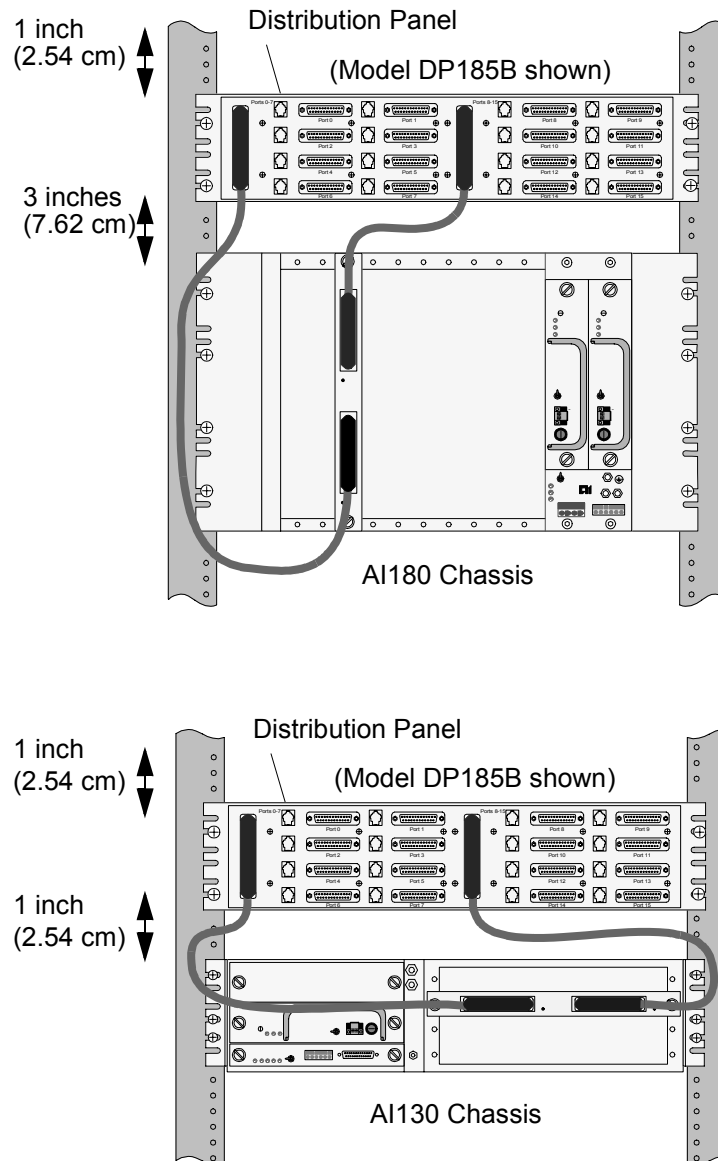 1 inch
(2.54 cm)
Distribution Panel
(Model DP185B shown)
Ports 0-7
Port 0
Port 1
Ports 8-15
Port 8
Port 9
Port 2
Port 3
Port 10
Port 11
Port 4
Port 5
Port 12
Port 13
Port 6
Port 7
Port 14
Port 15
3 inches
(7.62 cm)
AI180 Chassis
1 inch
(2.54 cm)
Distribution Panel
(Model DP185B shown)
Ports 0-7
Port 0
Port 1
Ports 8-15
Port 8
Port 9
Port 2
Port 3
Port 10
Port 11
Port 4
Port 5
Port 12
Port 13
Port 6
Port 7
Port 14
Port 15
1 inch
(2.54 cm)
AI130 Chassis